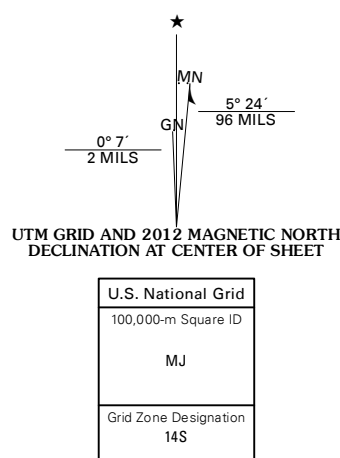 MN
5° 24´
96 MILS
GN
0° 7´
2 MILS
UTM GRID AND 2012 MAGNETIC NORTH
DECLINATION AT CENTER OF SHEET
U.S. National Grid
100,000-m Square ID
MJ
Grid Zone Designation
14S